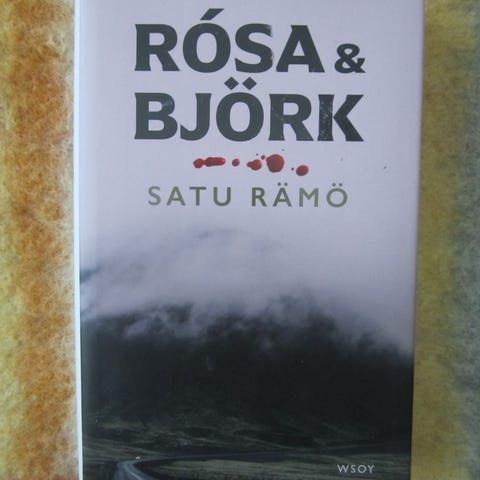 RÓSA &
BJÖRK
SATU RÄMÖ
WSOY